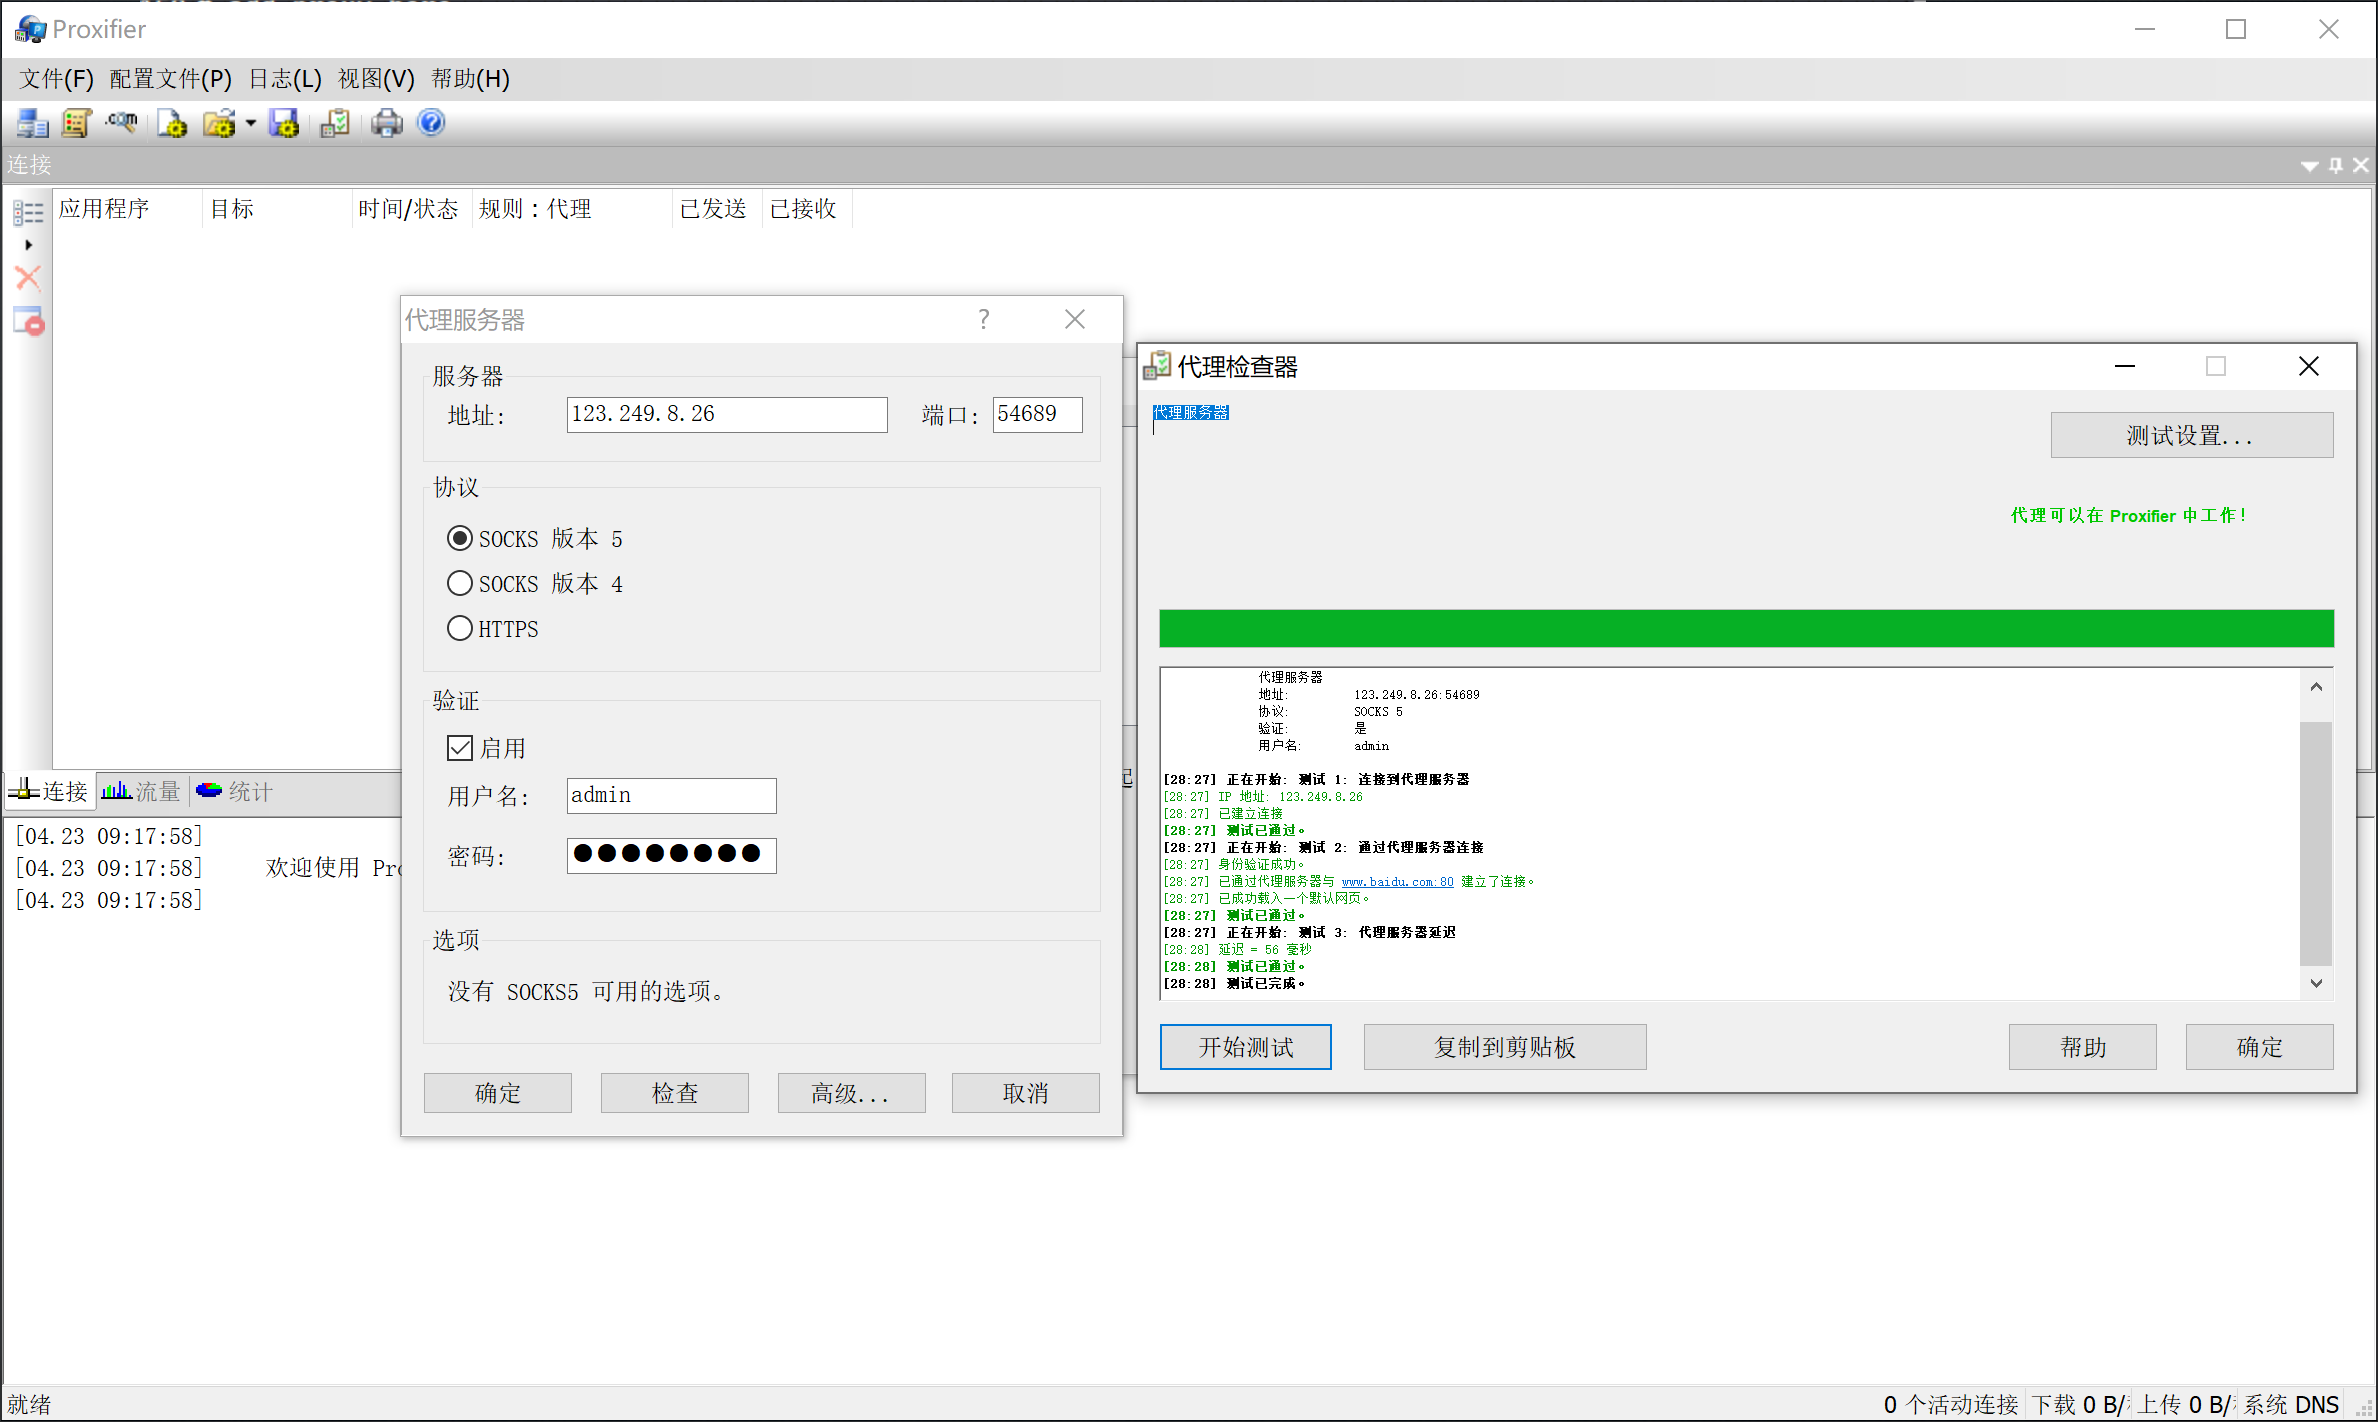 Proxifier
文件(F) 配置文件(P) 日志(L) 视图(V) 帮助(H)
连接
应用程序 目标 时间/状态 规则：代理 已发送 已接收
代理服务器
服务器
地址: 123.249.8.26 端口: 54689
协议
SOCKS 版本 5
SOCKS 版本 4
HTTPS
验证
启用
用户名: admin
密码: ●●●●●●●●
选项
没有 SOCKS5 可用的选项。
确定 检查 高级... 取消
代理检查器
代理服务器
测试设置...
代理可以在 Proxifier 中工作！
代理服务器
地址: 123.249.8.26:54689
协议: SOCKS 5
验证: 是
用户名: admin
[28:27] 正在开始: 测试 1: 连接到代理服务器
[28:27] IP 地址: 123.249.8.26
[28:27] 已建立连接
[28:27] 测试已通过。
[28:27] 正在开始: 测试 2: 通过代理服务器连接
[28:27] 身份验证成功。
[28:27] 已通过代理服务器与 www.baidu.com:80 建立了连接。
[28:27] 已成功载入一个默认网页。
[28:27] 测试已通过。
[28:27] 正在开始: 测试 3: 代理服务器延迟
[28:28] 延迟 = 56 毫秒
[28:28] 测试已通过。
[28:28] 测试已完成。
开始测试 复制到剪贴板 帮助 确定
连接 流量 统计
[04.23 09:17:58]
[04.23 09:17:58] 欢迎使用
[04.23 09:17:58]
就绪
0 个活动连接 下载 0 B/ 上传 0 B/ 系统 DNS